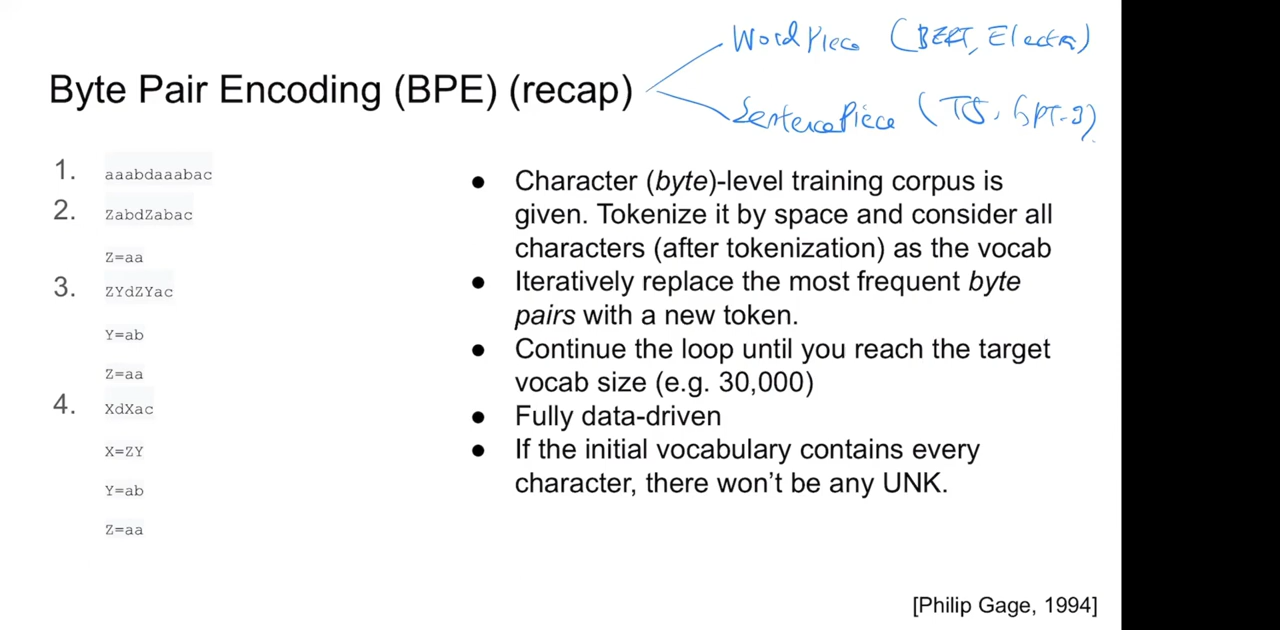 WordPiece (BERT, Electra)
Byte Pair Encoding (BPE) (recap)
SentencePiece (T5, GPT-3)
1. aaabdaaabac
2. ZabdZabac
Z=aa
3. ZYdZYac
Y=ab
Z=aa
4. XdXac
X=ZY
Y=ab
Z=aa
● Character (byte)-level training corpus is
given. Tokenize it by space and consider all
characters (after tokenization) as the vocab
● Iteratively replace the most frequent byte
pairs with a new token.
● Continue the loop until you reach the target
vocab size (e.g. 30,000)
● Fully data-driven
● If the initial vocabulary contains every
character, there won’t be any UNK.
[Philip Gage, 1994]